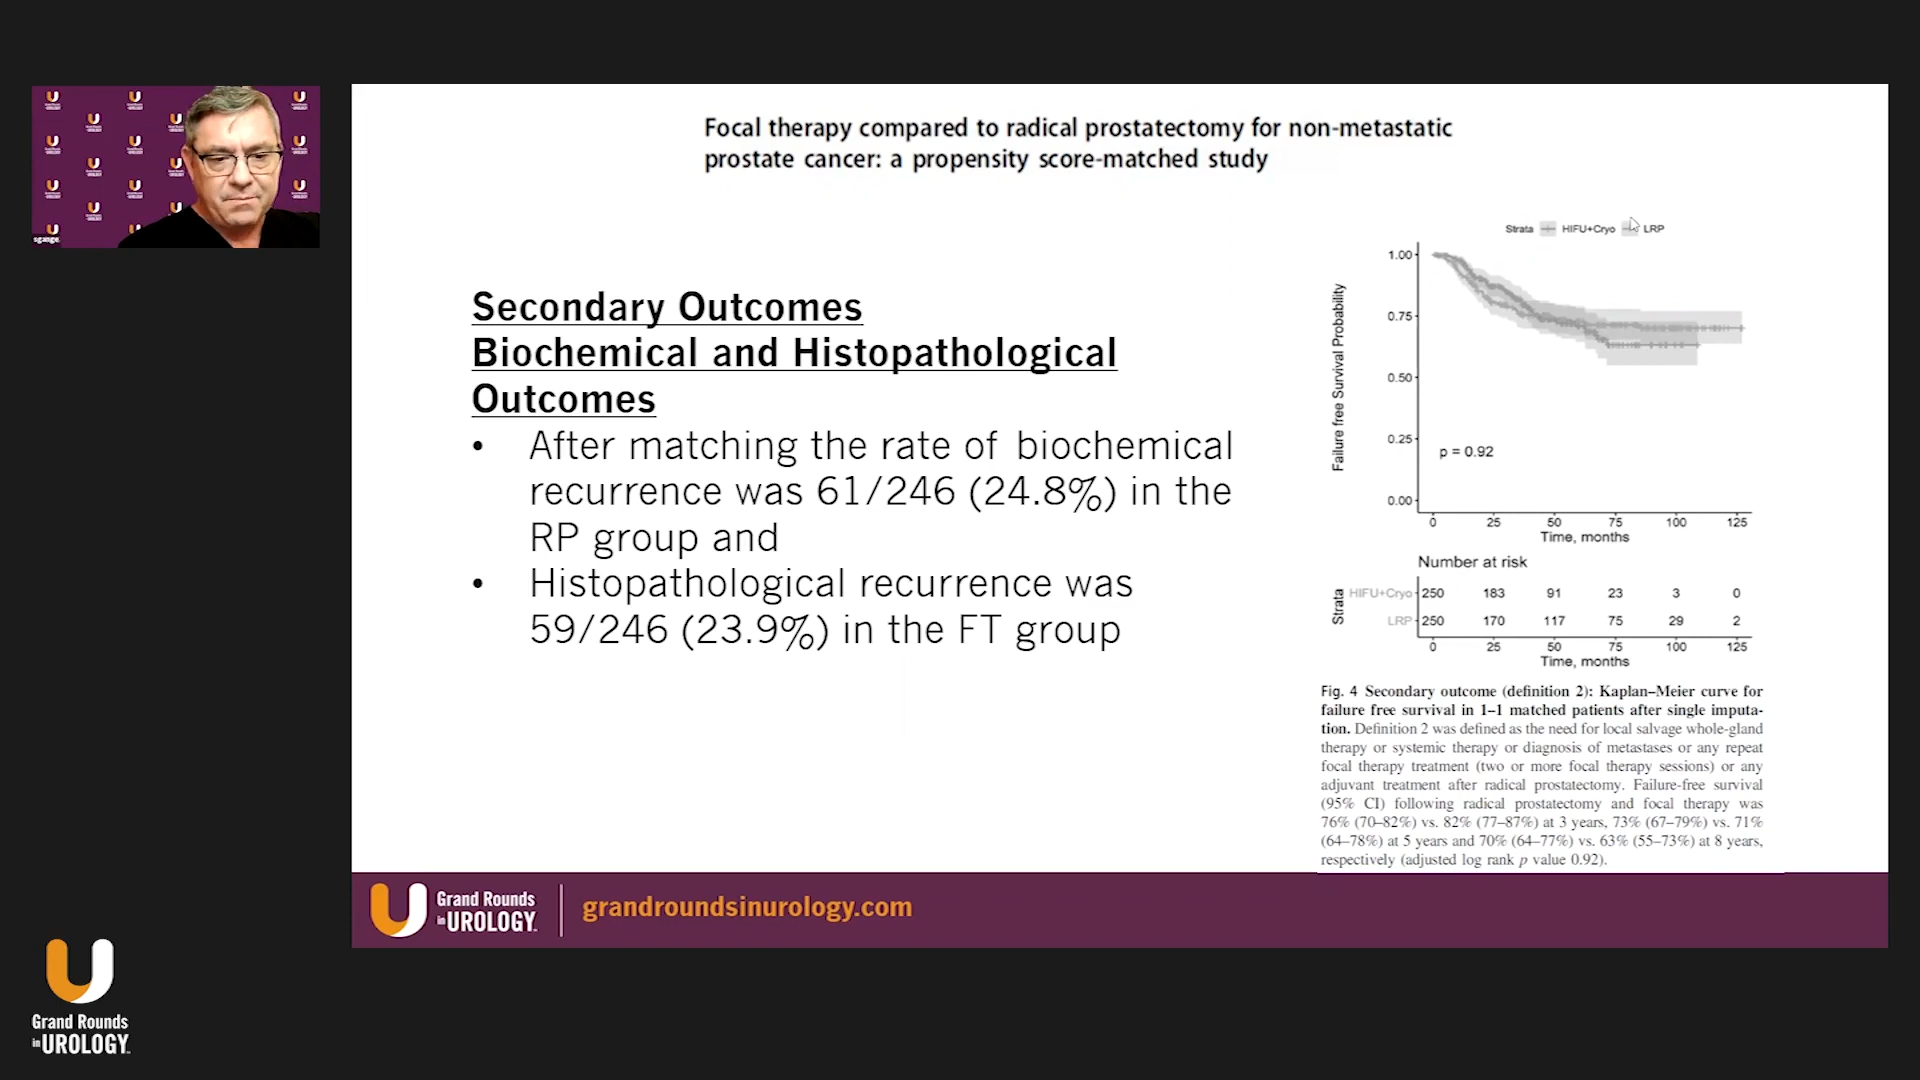 Focal therapy compared to radical prostatectomy for non-metastatic
prostate cancer: a propensity score-matched study
sgange
Secondary Outcomes
Biochemical and Histopathological
Outcomes
• After matching the rate of biochemical
recurrence was 61/246 (24.8%) in the
RP group and
• Histopathological recurrence was
59/246 (23.9%) in the FT group
Strata HIFU+Cryo LRP
Failure free Survival Probability
1.00
0.75
0.50
0.25
0.00
p = 0.92
0 25 50 75 100 125
Time, months
Number at risk
Strata
HIFU+Cryo 250 183 91 23 3 0
LRP 250 170 117 75 29 2
0 25 50 75 100 125
Time, months
Fig. 4 Secondary outcome (definition 2): Kaplan–Meier curve for
failure free survival in 1–1 matched patients after single imputa-
tion. Definition 2 was defined as the need for local salvage whole-gland
therapy or systemic therapy or diagnosis of metastases or any repeat
focal therapy treatment (two or more focal therapy sessions) or any
adjuvant treatment after radical prostatectomy. Failure-free survival
(95% CI) following radical prostatectomy and focal therapy was
76% (70–82%) vs. 82% (77–87%) at 3 years, 73% (67–79%) vs. 71%
(64–78%) at 5 years and 70% (64–77%) vs. 63% (55–73%) at 8 years,
respectively (adjusted log rank p value 0.92).
Grand Rounds
in UROLOGY
grandroundsinurology.com
Grand Rounds
in UROLOGY